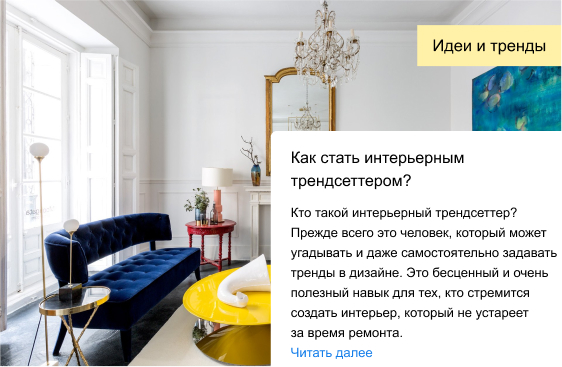 Идеи и тренды
Как стать интерьерным
трендсеттером?
Кто такой интерьерный трендсеттер?
Прежде всего это человек, который может
угадывать и даже самостоятельно задавать
тренды в дизайне. Это бесценный и очень
полезный навык для тех, кто стремится
создать интерьер, который не устареет
за время ремонта.
Читать далее